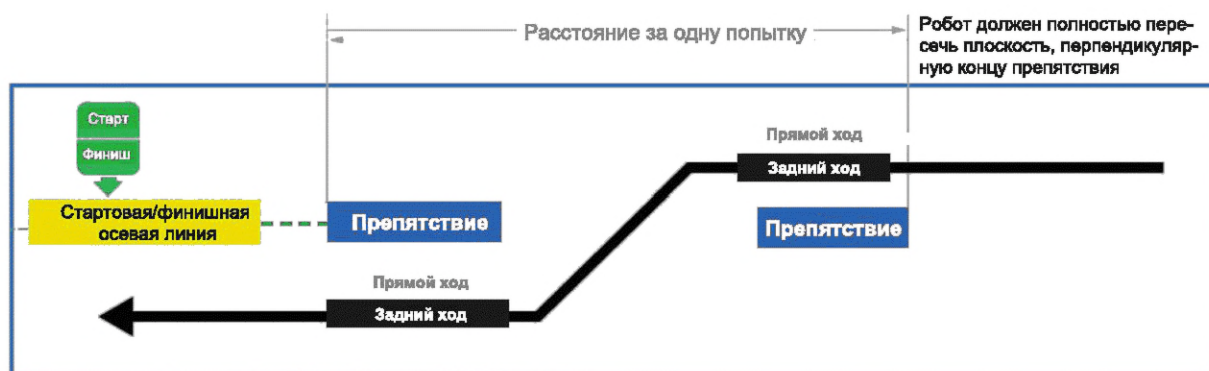 Расстояние за одну попытку
Робот должен полностью пере-
сечь плоскость, перпендикуляр-
ную концу препятствия
Старт
Финиш
Прямой ход
Задний ход
Стартовая/финишная
осевая линия
Препятствие
Препятствие
Прямой ход
Задний ход